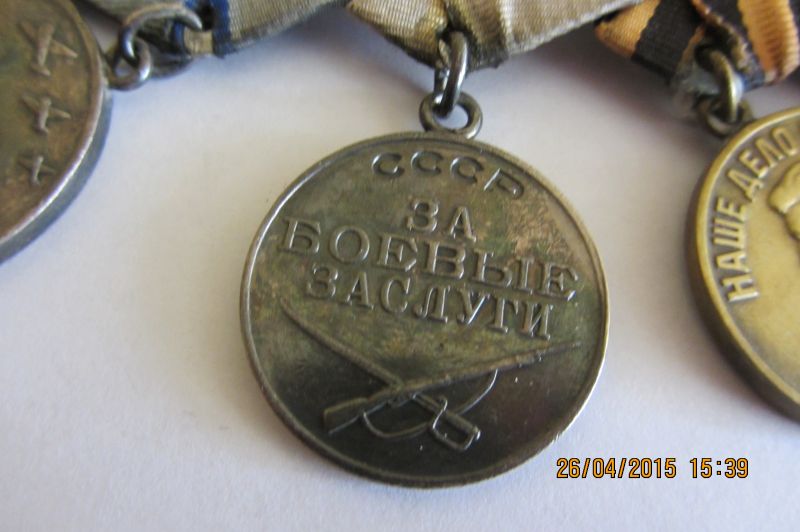 СССР
ЗА
БОЕВЫЕ
ЗАСЛУГИ
НАШЕ ДЕЛО
26/04/2015 15:39